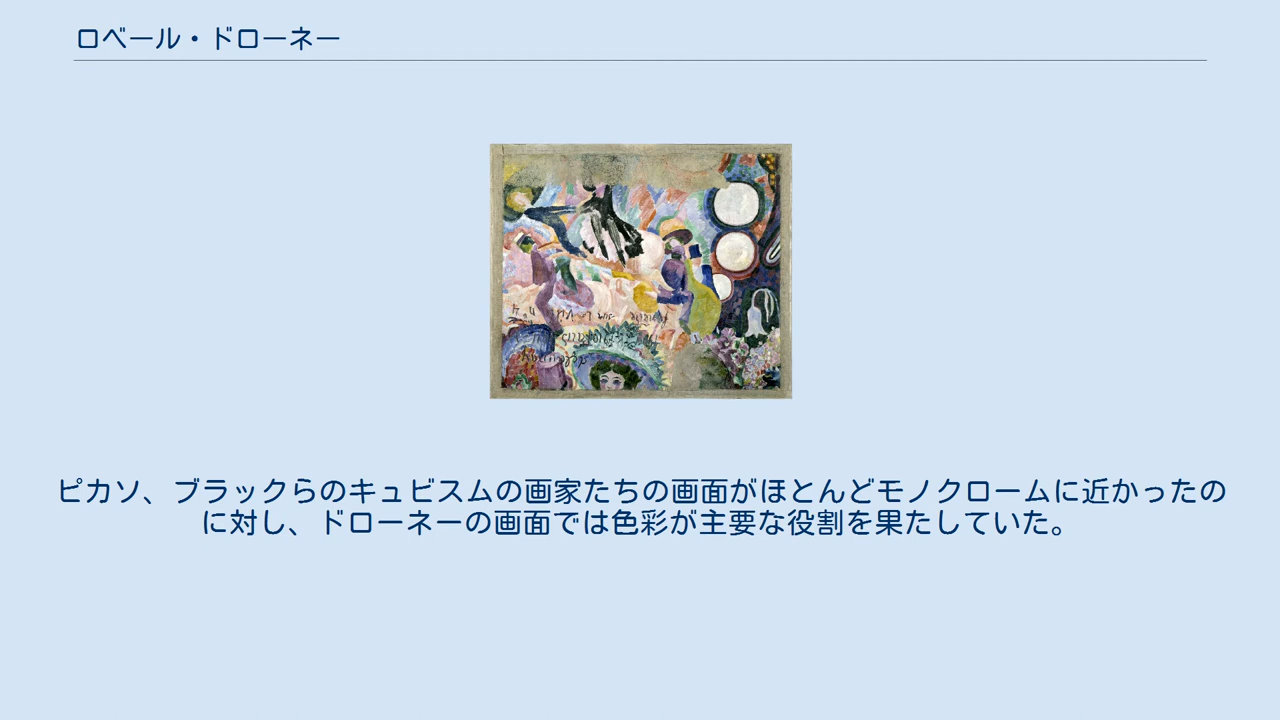 ロベール・ドローネー
ピカソ、ブラックらのキュビスムの画家たちの画面がほとんどモノクロームに近かったの
に対し、ドローネーの画面では色彩が主要な役割を果たしていた。